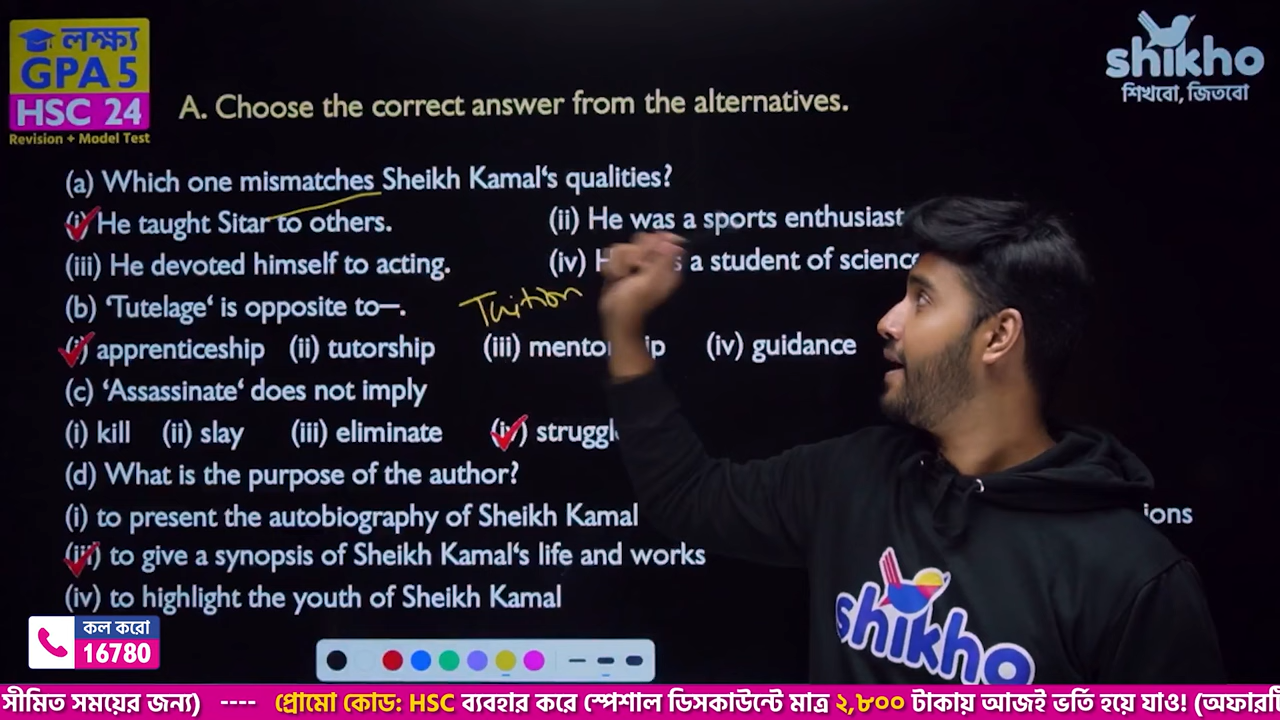 লক্ষ্য
GPA 5
HSC 24
Revision + Model Test
shikho
শিখবো, জিতবো
A. Choose the correct answer from the alternatives.
(a) Which one mismatches Sheikh Kamal‘s qualities?
(i) He taught Sitar to others. (ii) He was a sports enthusiast
(iii) He devoted himself to acting. (iv) a student of science
(b) ‘Tutelage‘ is opposite to—. Tuition
(i) apprenticeship (ii) tutorship (iii) (iv) guidance
(c) ‘Assassinate‘ does not imply
(i) kill (ii) slay (iii) eliminate (iv) struggle
(d) What is the purpose of the author?
(i) to present the autobiography of Sheikh Kamal
(iii) to give a synopsis of Sheikh Kamal‘s life and works
(iv) to highlight the youth of Sheikh Kamal
shikho
কল করো
16780
সীমিত সময়ের জন্য) ---- প্রোমো কোড: HSC ব্যবহার করে স্পেশাল ডিসকাউন্টে মাত্র ২,৮০০ টাকায় আজই ভর্তি হয়ে যাও!